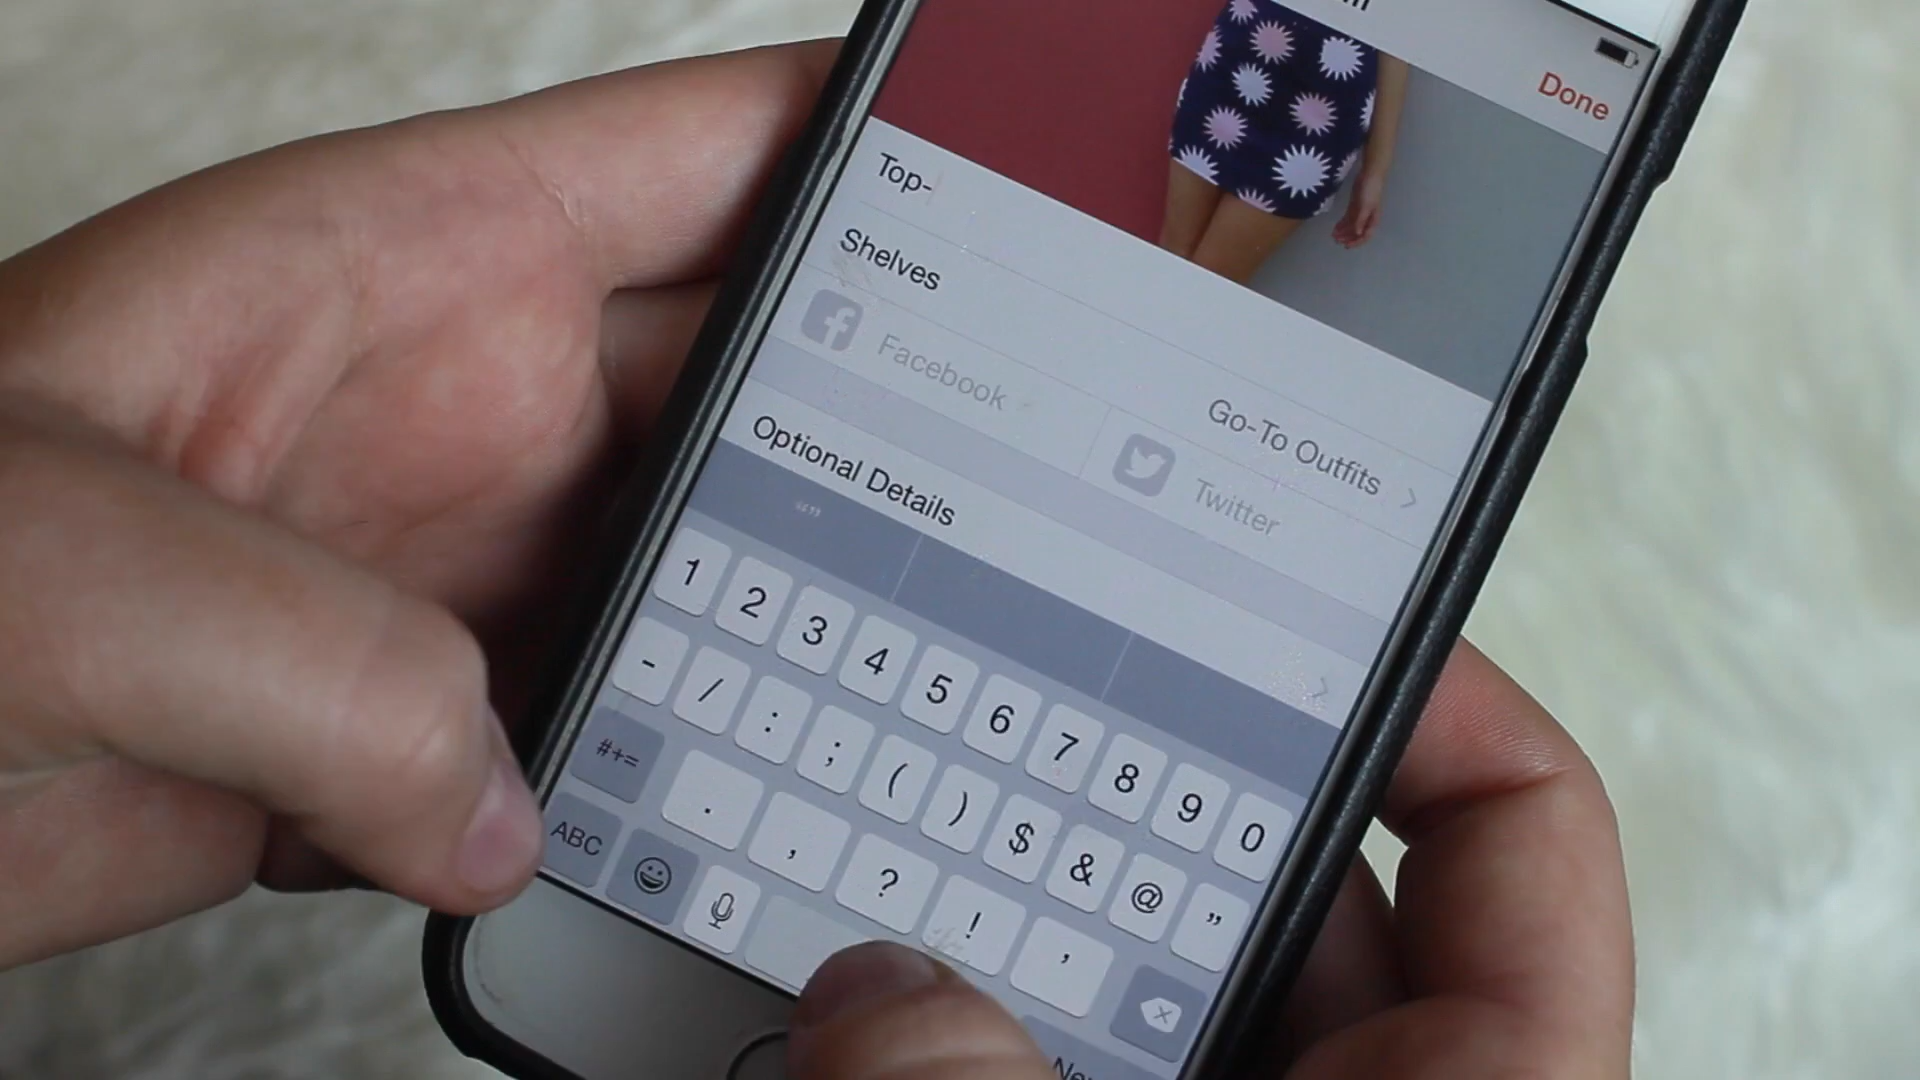 Done
Top-
Shelves
Go-To Outfits >
Facebook
Twitter
Optional Details >
“”
1 2 3 4 5 6 7 8 9 0
- / : ; ( ) $ & @ ”
#+= . , ? ! ’
ABC